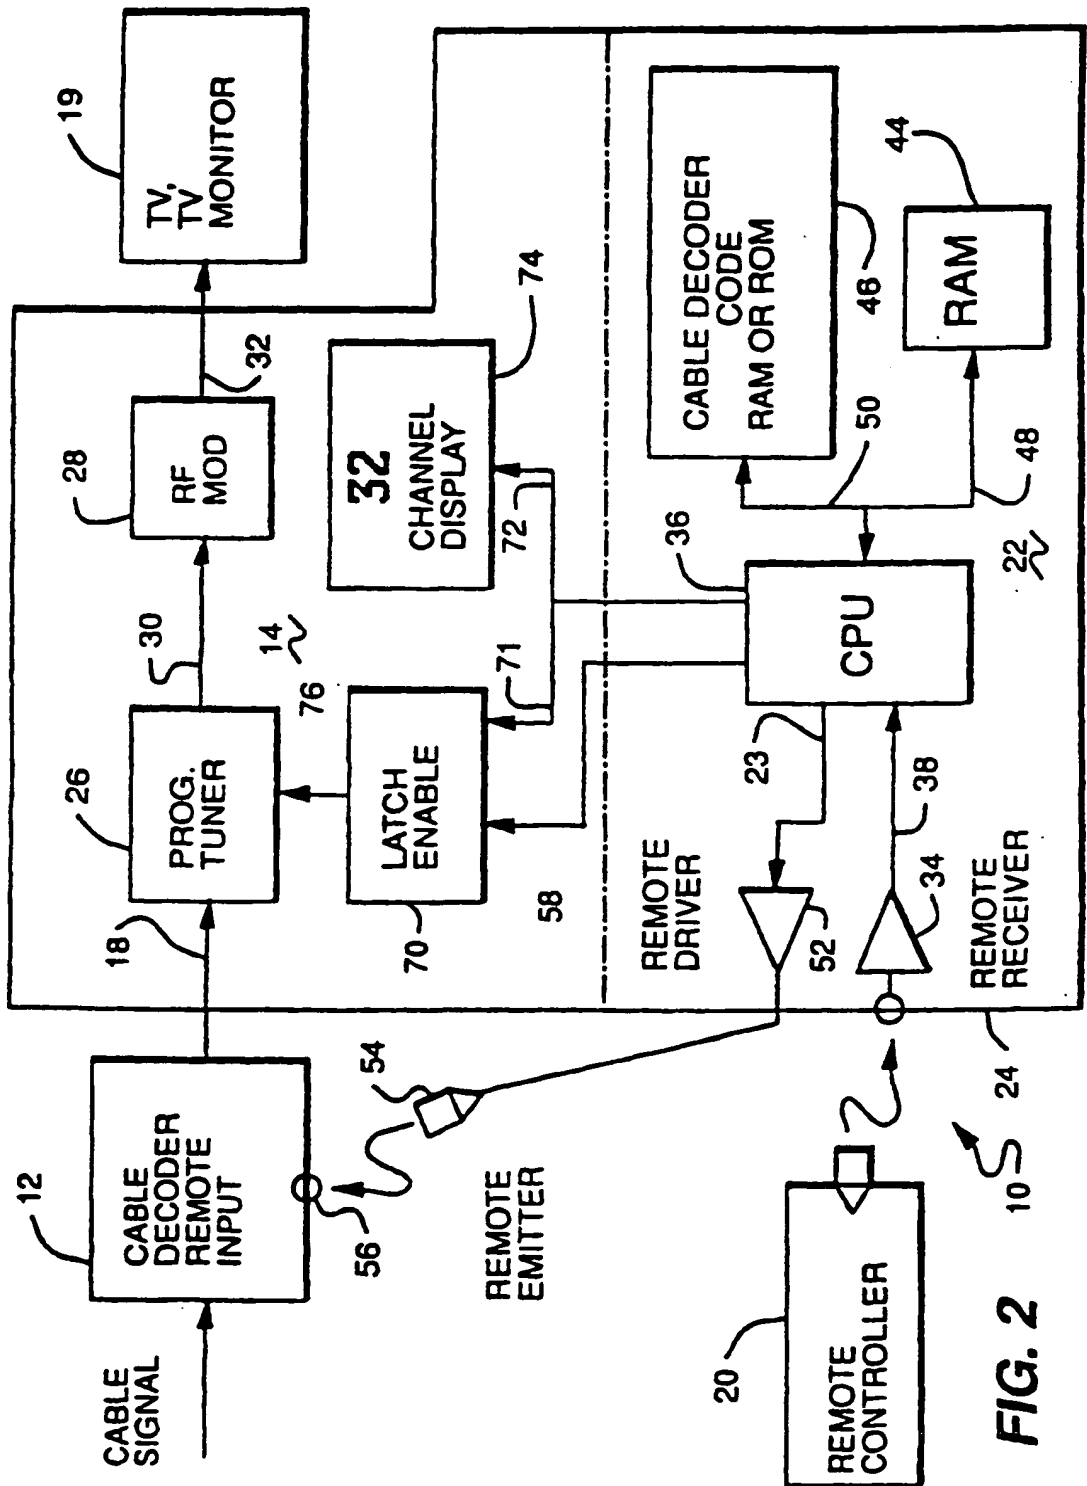 CABLE
SIGNAL
12
CABLE
DECODER
REMOTE
INPUT
56
54
REMOTE
EMITTER
18
26
PROG.
TUNER
30
28
RF
MOD
32
19
TV,
TV
MONITOR
14
76
70
LATCH
ENABLE
71
72
32
CHANNEL
DISPLAY
74
58
REMOTE
DRIVER
52
23
36
CPU
50
CABLE DECODER
CODE
RAM OR ROM
46
44
RAM
48
22
38
34
REMOTE
RECEIVER
24
10
20
REMOTE
CONTROLLER
FIG. 2